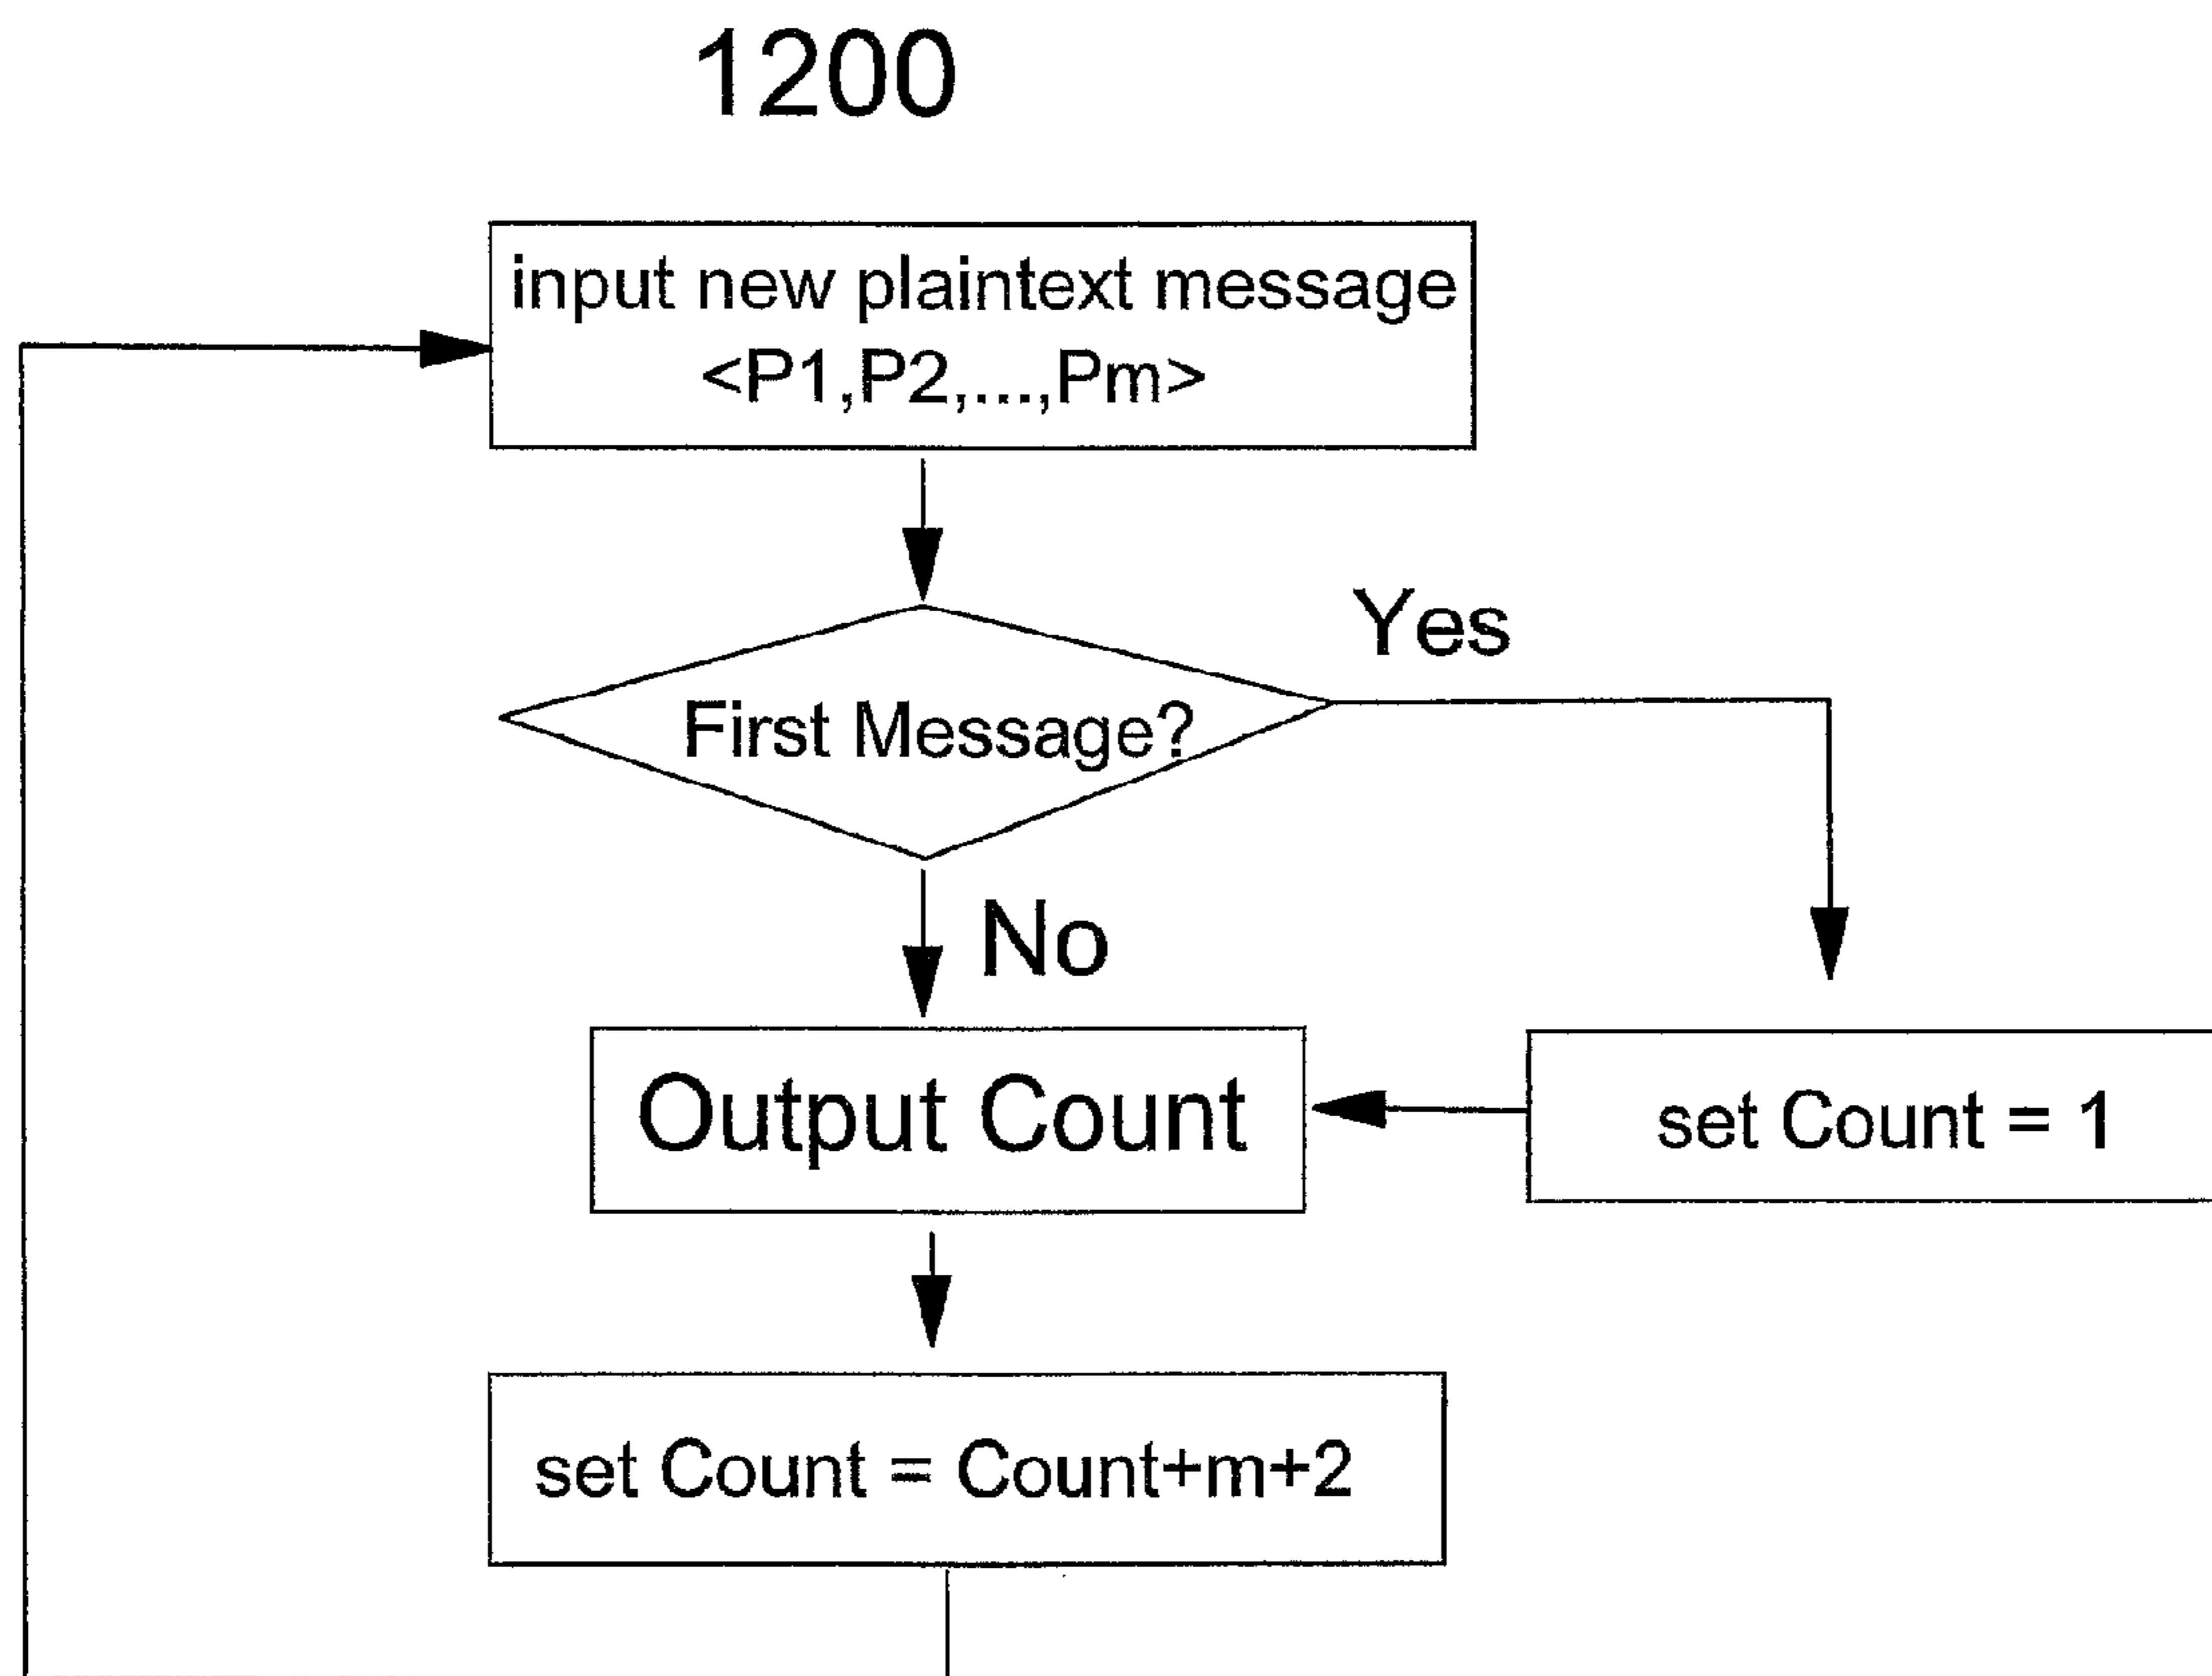 1200
input new plaintext message
<P1,P2,...,Pm>
Yes
First Message?
No
Output Count
set Count = 1
set Count = Count+m+2